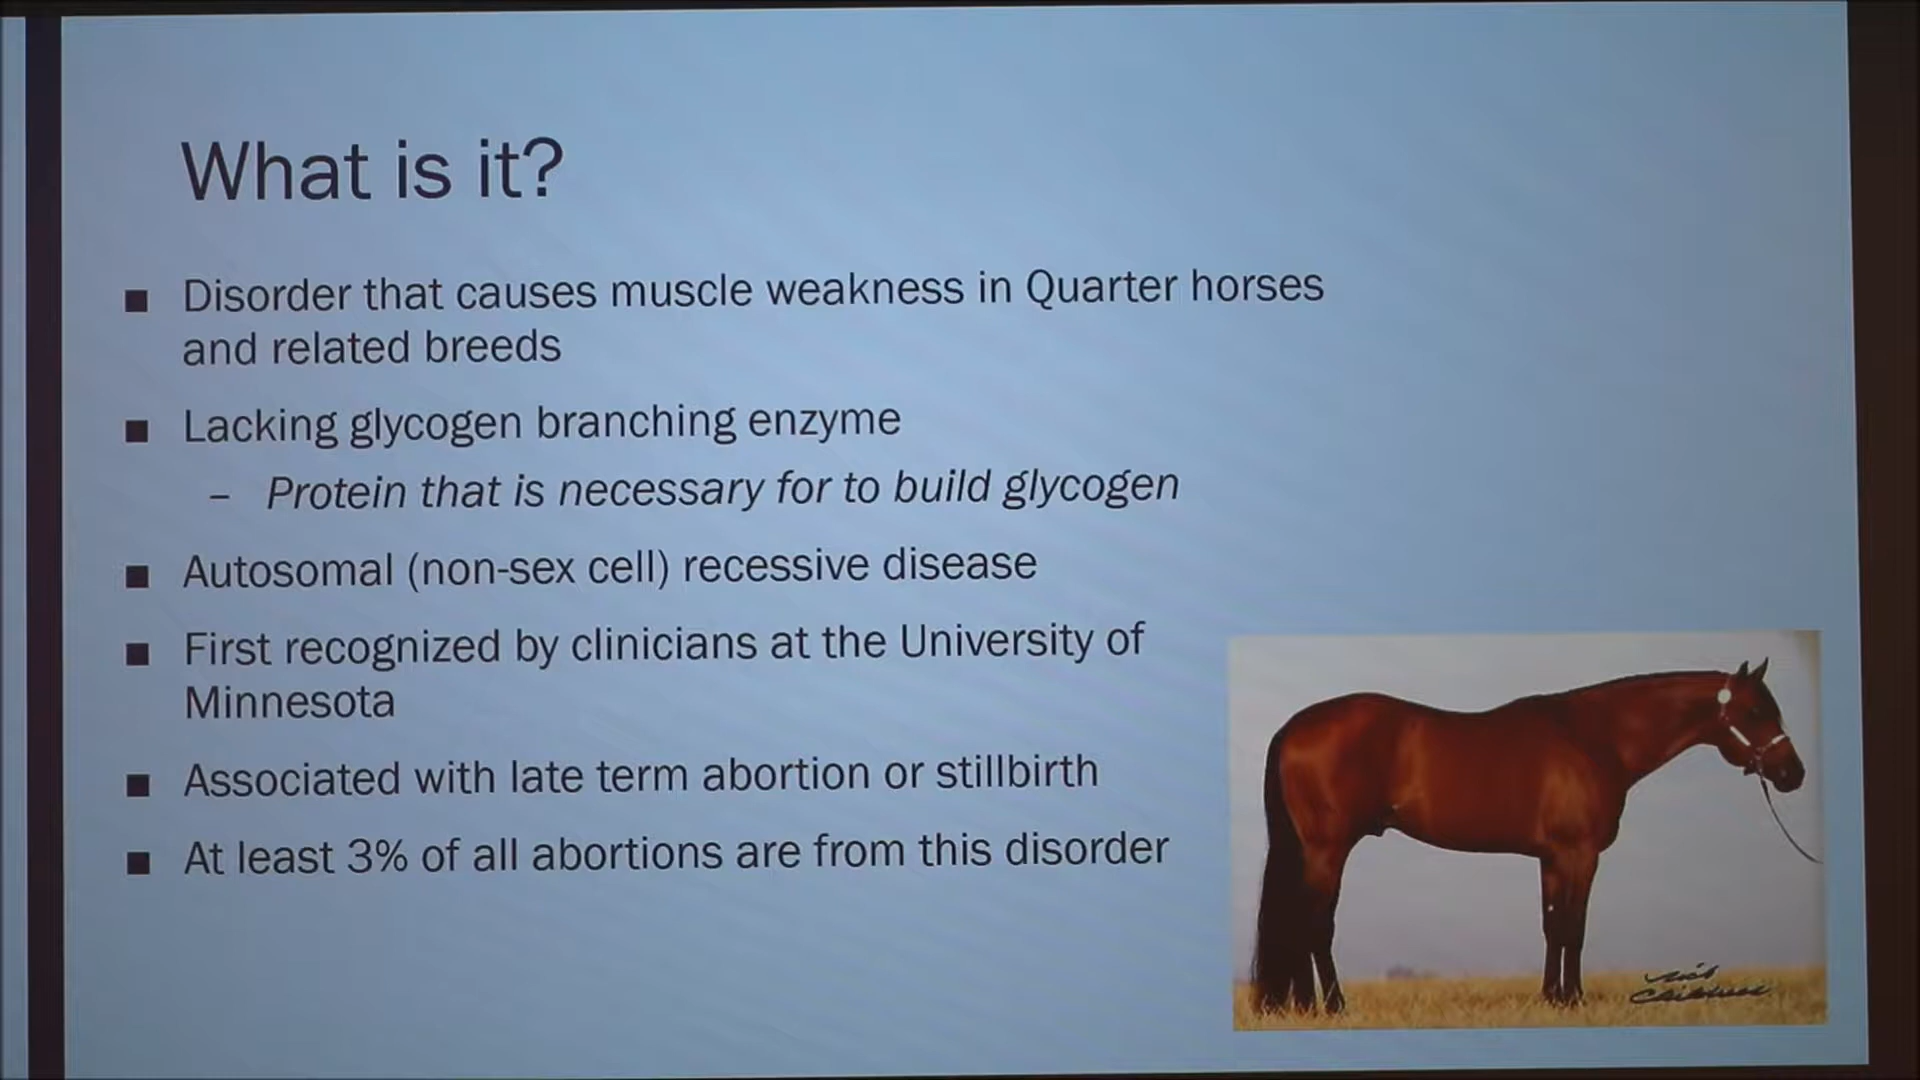 What is it?
■ Disorder that causes muscle weakness in Quarter horses
and related breeds
■ Lacking glycogen branching enzyme
– Protein that is necessary for to build glycogen
■ Autosomal (non-sex cell) recessive disease
■ First recognized by clinicians at the University of
Minnesota
■ Associated with late term abortion or stillbirth
■ At least 3% of all abortions are from this disorder